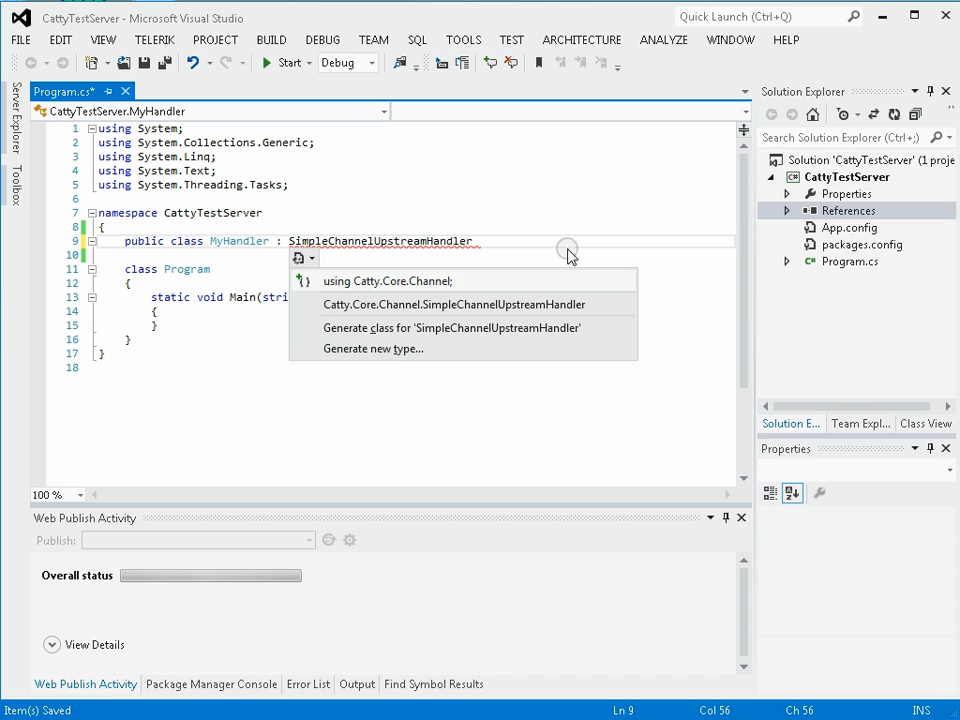 CattyTestServer - Microsoft Visual Studio
Quick Launch (Ctrl+Q)
FILE EDIT VIEW TELERIK PROJECT BUILD DEBUG TEAM SQL TOOLS TEST ARCHITECTURE ANALYZE WINDOW HELP
Start Debug
Server Explorer
Toolbox
Program.cs*
CattyTestServer.MyHandler
1 using System;
2 using System.Collections.Generic;
3 using System.Linq;
4 using System.Text;
5 using System.Threading.Tasks;
6
7 namespace CattyTestServer
8 {
9 public class MyHandler : SimpleChannelUpstreamHandler
10
11 class Program
12 {
13 static void Main(stri
14 {
15 }
16 }
17 }
18
using Catty.Core.Channel;
Catty.Core.Channel.SimpleChannelUpstreamHandler
Generate class for 'SimpleChannelUpstreamHandler'
Generate new type...
100 %
Solution Explorer
Search Solution Explorer (Ctrl+;)
Solution 'CattyTestServer' (1 proje
CattyTestServer
Properties
References
App.config
packages.config
C# Program.cs
Solution E... Team Expl... Class View
Properties
Web Publish Activity
Publish:
Overall status
View Details
Web Publish Activity Package Manager Console Error List Output Find Symbol Results
Item(s) Saved Ln 9 Col 56 Ch 56 INS